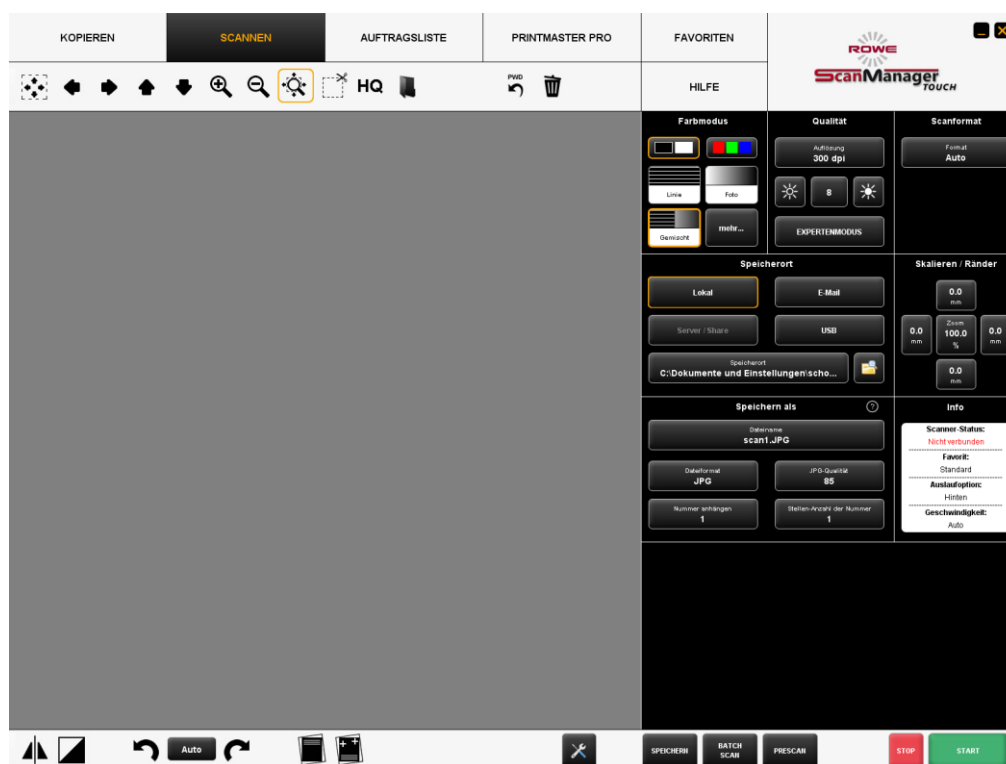 KOPIEREN
SCANNEN
AUFTRAGSLISTE
PRINTMASTER PRO
FAVORITEN
ROWE
ScanManager
TOUCH
HQ
PWD
HILFE
Farbmodus
Qualität
Scanformat
Auflösung
300 dpi
Format
Auto
Linie
Foto
8
Gemischt
mehr...
EXPERTENMODUS
Speicherort
Skalieren / Ränder
Lokal
E-Mail
0.0
mm
Server / Share
USB
0.0
mm
Zoom
100.0
%
0.0
mm
Speicherort
C:\Dokumente und Einstellungen\scho...
0.0
mm
Speichern als
?
Info
Dateiname
scan1.JPG
Scanner-Status:
Nicht verbunden
Favorit:
Standard
Auslaufoption:
Hinten
Geschwindigkeit:
Auto
Dateiformat
JPG
JPG-Qualität
85
Nummer anhängen
1
Stellen-Anzahl der Nummer
1
Auto
SPEICHERN
BATCH
SCAN
PRESCAN
STOP
START